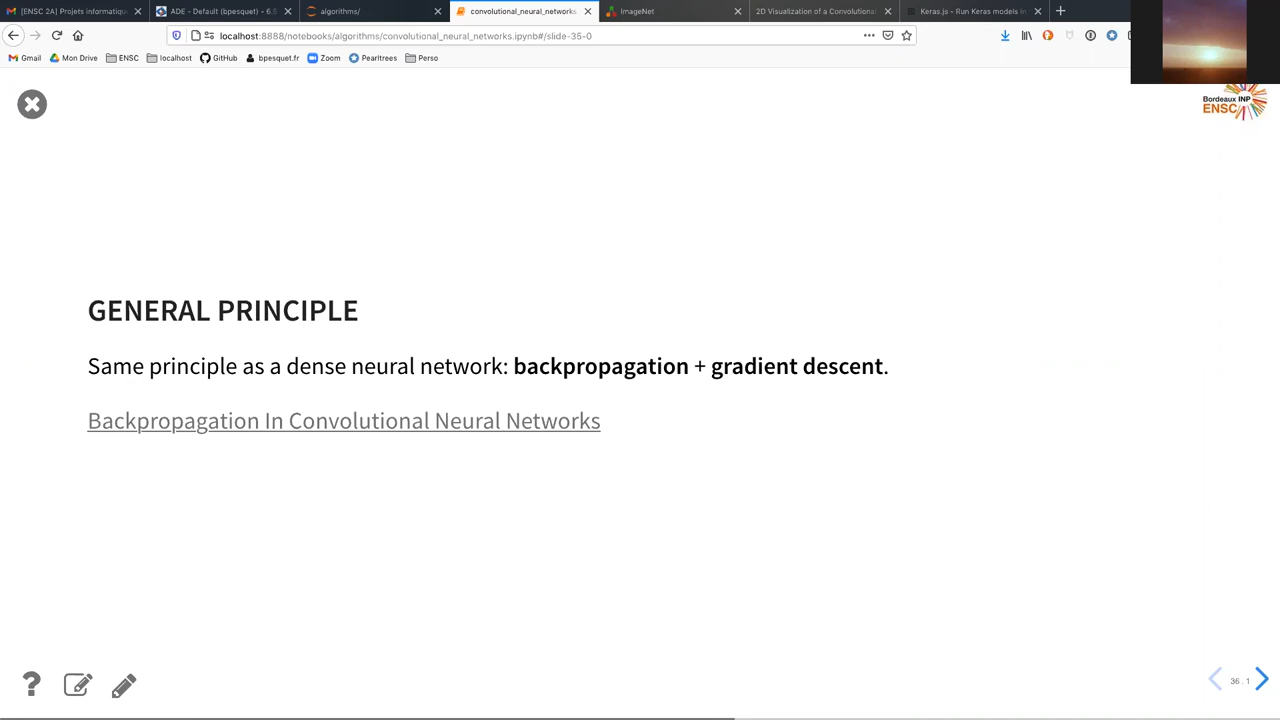 [ENSC 2A] Projets informatiqu
ADE - Default (bpesquet) - 6.5
algorithms/
convolutional_neural_networks
ImageNet
2D Visualization of a Convolutiona
Keras.js - Run Keras models in
localhost:8888/notebooks/algorithms/convolutional_neural_networks.ipynb#/slide-35-0
Gmail
Mon Drive
ENSC
localhost
GitHub
bpesquet.fr
Zoom
Pearltrees
Perso
Bordeaux INP
ENSC
GENERAL PRINCIPLE
Same principle as a dense neural network: backpropagation + gradient descent.
Backpropagation In Convolutional Neural Networks
?
36 . 1